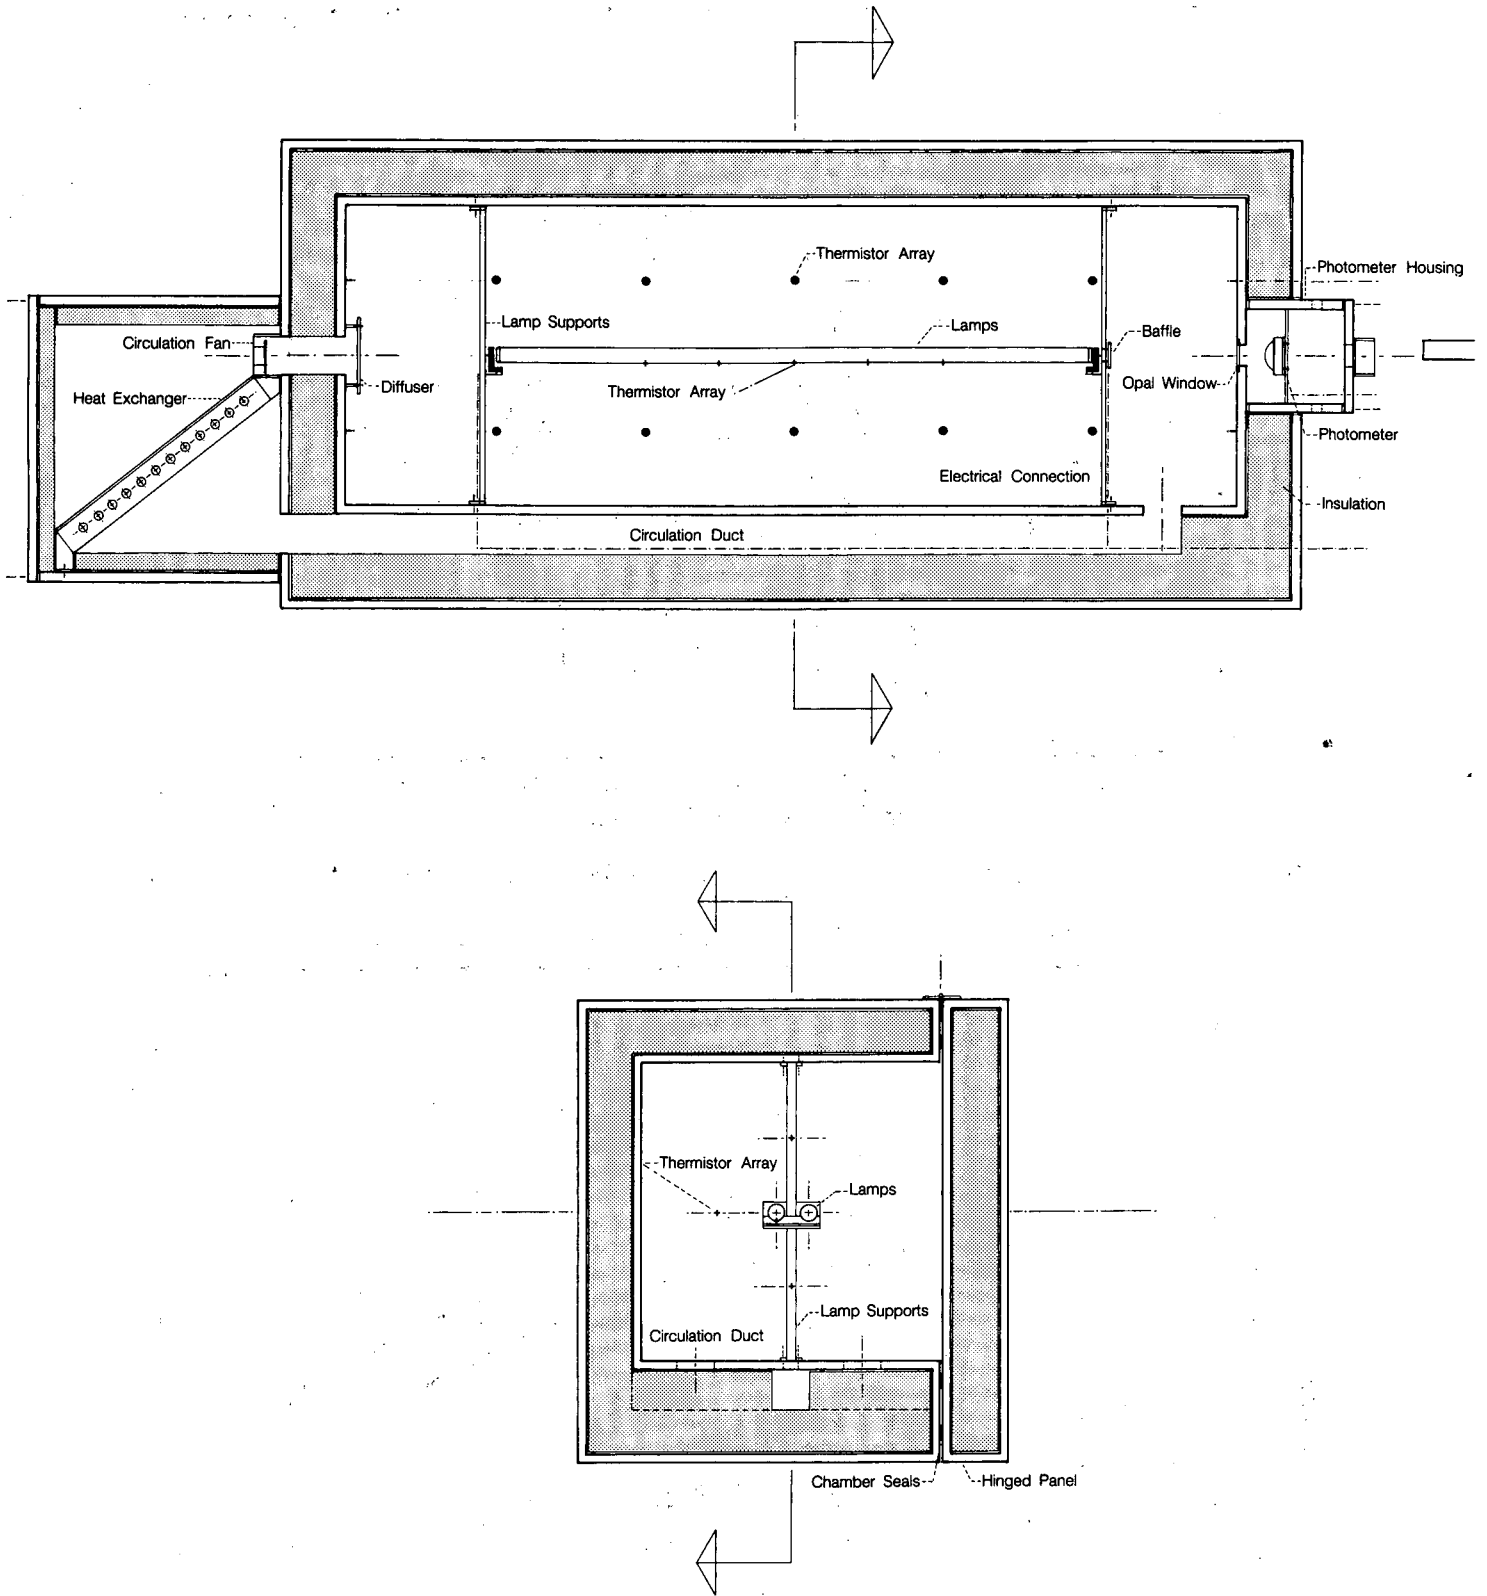 Thermistor Array
Photometer Housing
Lamp Supports
Lamps
Baffle
Circulation Fan
Diffuser
Thermistor Array
Opal Window
Heat Exchanger
Photometer
Electrical Connection
Insulation
Circulation Duct
Thermistor Array
Lamps
Lamp Supports
Circulation Duct
Chamber Seals
Hinged Panel